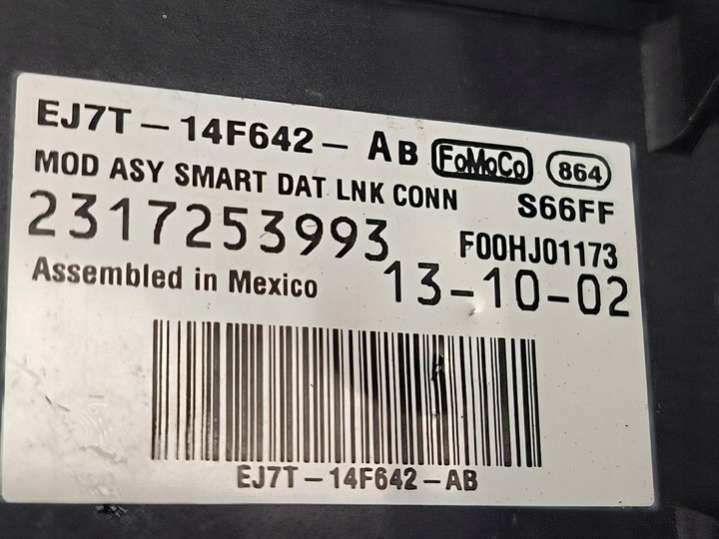 EJ7T-14F642-AB FoMoCo 864
MOD ASY SMART DAT LNK CONN S66FF
2317253993 F00HJ01173
Assembled in Mexico 13-10-02
EJ7T-14F642-AB